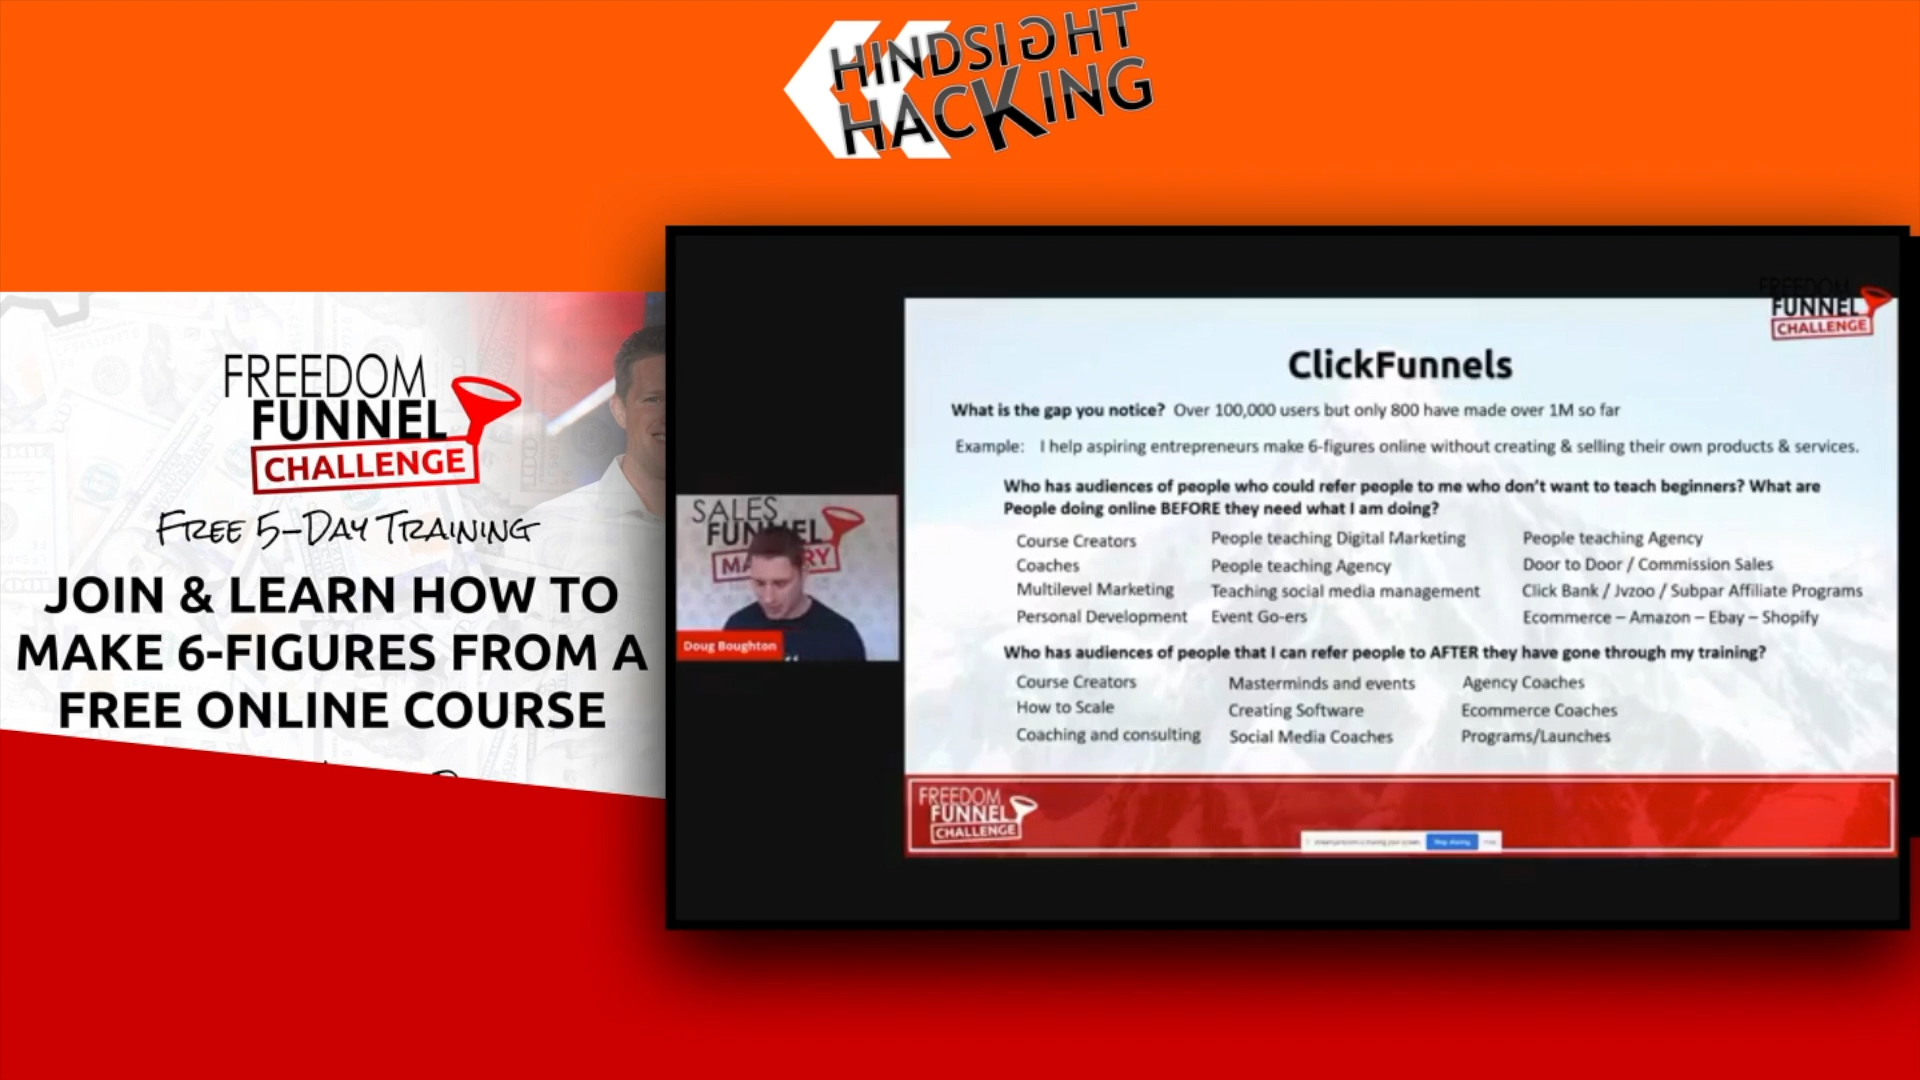 HINDSIGHT
HACKING
FREEDOM
FUNNEL
CHALLENGE
FREE 5-DAY TRAINING
JOIN & LEARN HOW TO
MAKE 6-FIGURES FROM A
FREE ONLINE COURSE
SALES
FUNNEL
MASTERY
Doug Boughton
FREEDOM
FUNNEL
CHALLENGE
ClickFunnels
What is the gap you notice? Over 100,000 users but only 800 have made over 1M so far
Example: I help aspiring entrepreneurs make 6-figures online without creating & selling their own products & services.
Who has audiences of people who could refer people to me who don't want to teach beginners? What are
People doing online BEFORE they need what I am doing?
Course Creators People teaching Digital Marketing People teaching Agency
Coaches People teaching Agency Door to Door / Commission Sales
Multilevel Marketing Teaching social media management Click Bank / Jvzoo / Subpar Affiliate Programs
Personal Development Event Go-ers Ecommerce – Amazon – Ebay – Shopify
Who has audiences of people that I can refer people to AFTER they have gone through my training?
Course Creators Masterminds and events Agency Coaches
How to Scale Creating Software Ecommerce Coaches
Coaching and consulting Social Media Coaches Programs/Launches
FREEDOM
FUNNEL
CHALLENGE
Stop sharing